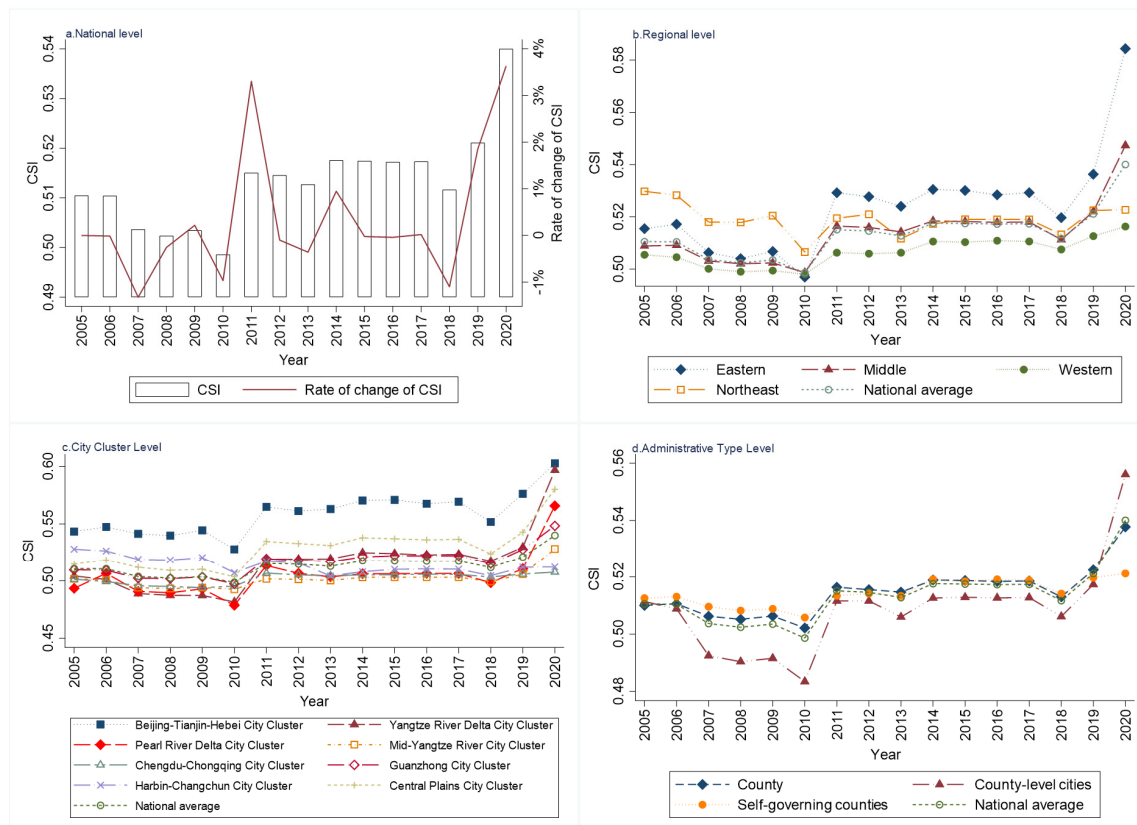 a.National level
0.54
0.53
0.52
0.51
0.50
0.49
CSI
4%
3%
2%
1%
0
-1%
Rate of change of CSI
2005 2006 2007 2008 2009 2010 2011 2012 2013 2014 2015 2016 2017 2018 2019 2020
Year
CSI Rate of change of CSI
b.Regional level
0.58
0.56
0.54
0.52
0.50
CSI
2005 2006 2007 2008 2009 2010 2011 2012 2013 2014 2015 2016 2017 2018 2019 2020
Year
Eastern Middle Western
Northeast National average
c.City Cluster Level
0.60
0.55
0.50
0.45
CSI
2005 2006 2007 2008 2009 2010 2011 2012 2013 2014 2015 2016 2017 2018 2019 2020
Year
Beijing-Tianjin-Hebei City Cluster Yangtze River Delta City Cluster
Pearl River Delta City Cluster Mid-Yangtze River City Cluster
Chengdu-Chongqing City Cluster Guanzhong City Cluster
Harbin-Changchun City Cluster Central Plains City Cluster
National average
d.Administrative Type Level
0.56
0.54
0.52
0.50
0.48
CSI
2005 2006 2007 2008 2009 2010 2011 2012 2013 2014 2015 2016 2017 2018 2019 2020
Year
County County-level cities
Self-governing counties National average